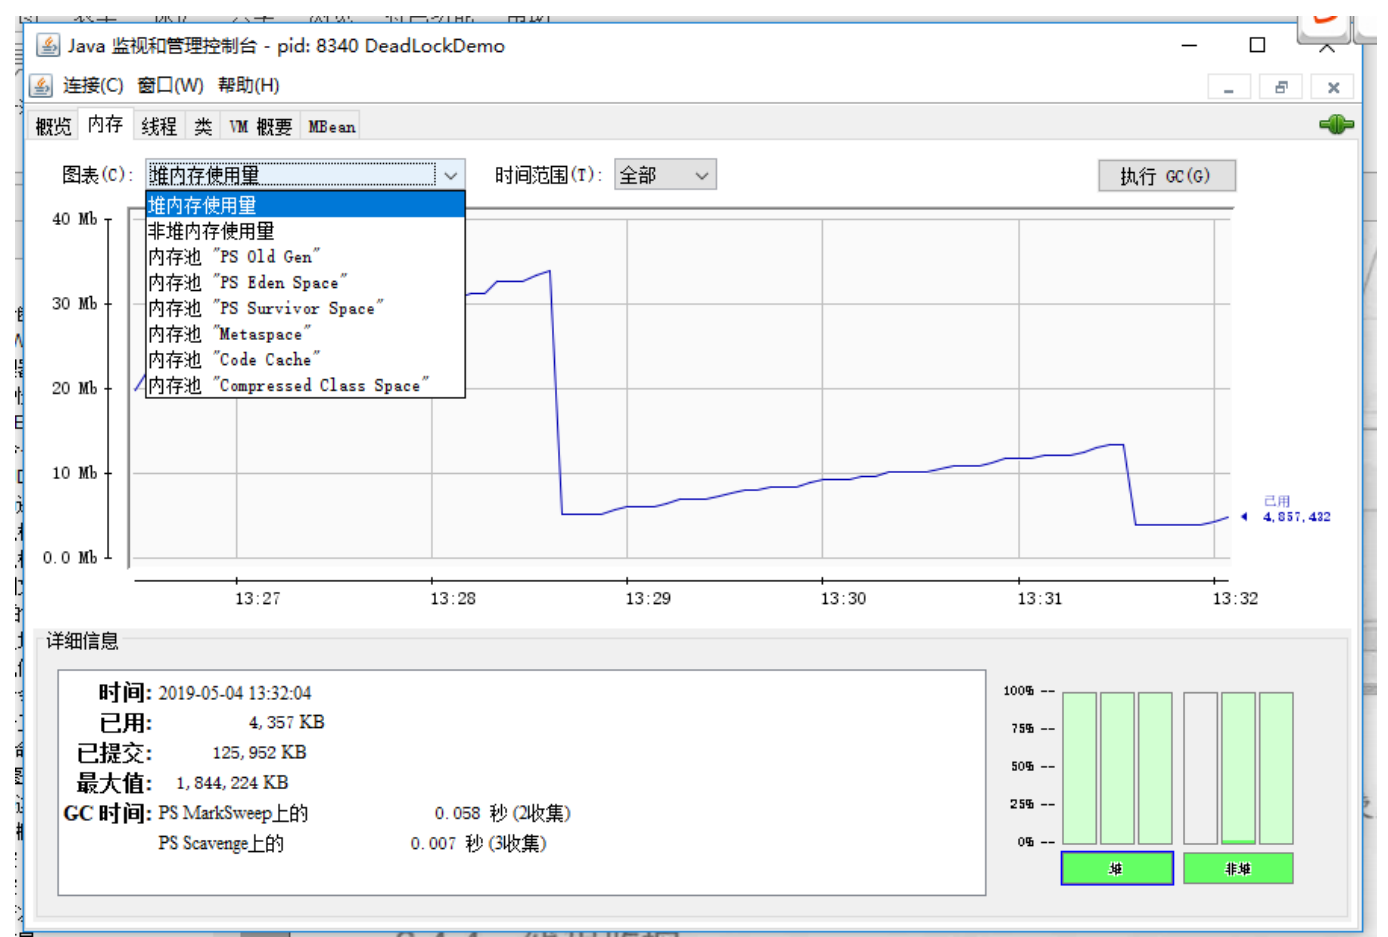 Java 监视和管理控制台 - pid: 8340 DeadLockDemo
连接(C) 窗口(W) 帮助(H)
概览 内存 线程 类 VM 概要 MBean
图表(C): 堆内存使用量 时间范围(T): 全部 执行 GC(G)
堆内存使用量
非堆内存使用量
内存池 "PS Old Gen"
内存池 "PS Eden Space"
内存池 "PS Survivor Space"
内存池 "Metaspace"
内存池 "Code Cache"
内存池 "Compressed Class Space"
40 Mb
30 Mb
20 Mb
10 Mb
0.0 Mb
已用
4,857,432
13:27 13:28 13:29 13:30 13:31 13:32
详细信息
时间: 2019-05-04 13:32:04
已用: 4,357 KB
已提交: 125,952 KB
最大值: 1,844,224 KB
GC 时间: PS MarkSweep上的 0.058 秒 (2收集)
PS Scavenge上的 0.007 秒 (3收集)
100% --
75% --
50% --
25% --
0% --
堆 非堆